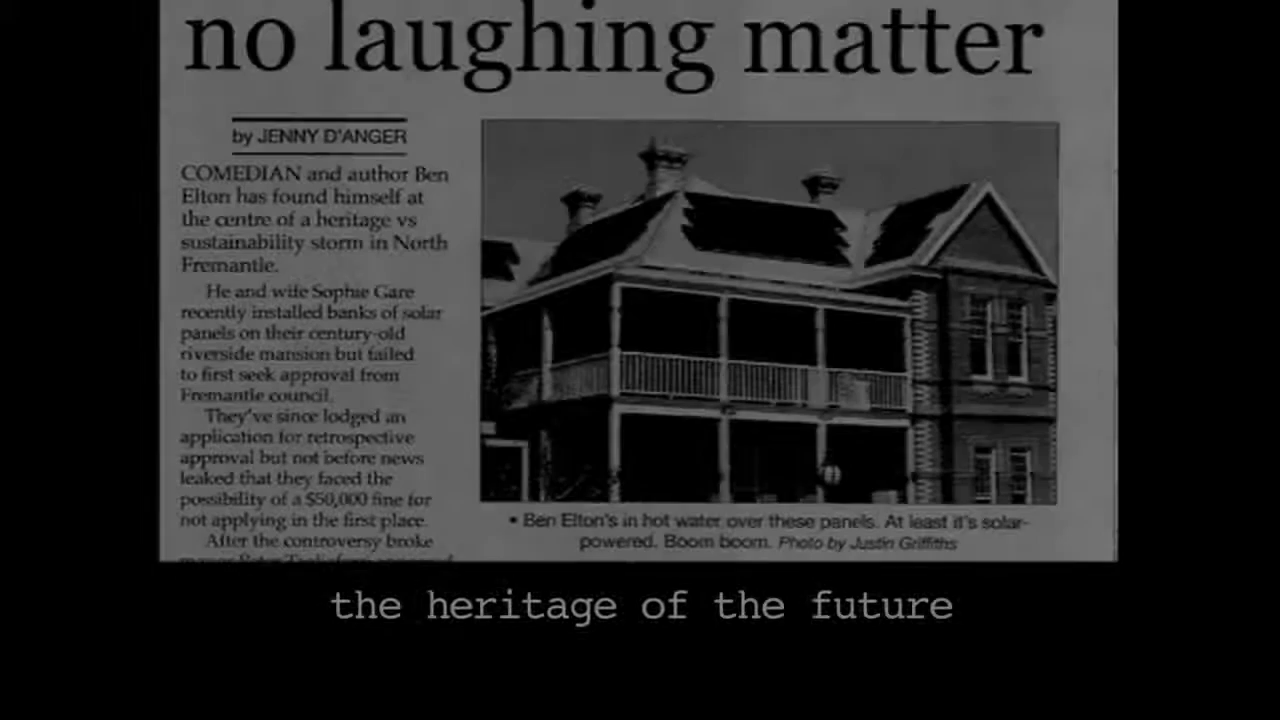 no laughing matter
by JENNY D'ANGER
COMEDIAN and author Ben
Elton has found himself at
the centre of a heritage vs
sustainability storm in North
Fremantle.
He and wife Sophie Gare
recently installed banks of solar
panels on their century-old
riverside mansion but failed
to first seek approval from
Fremantle council.
They've since lodged an
application for retrospective
approval but not before news
leaked that they faced the
possibility of a $50,000 fine for
not applying in the first place.
After the controversy broke
• Ben Elton's in hot water over these panels. At least it's solar-
powered. Boom boom. Photo by Justin Griffiths
the heritage of the future